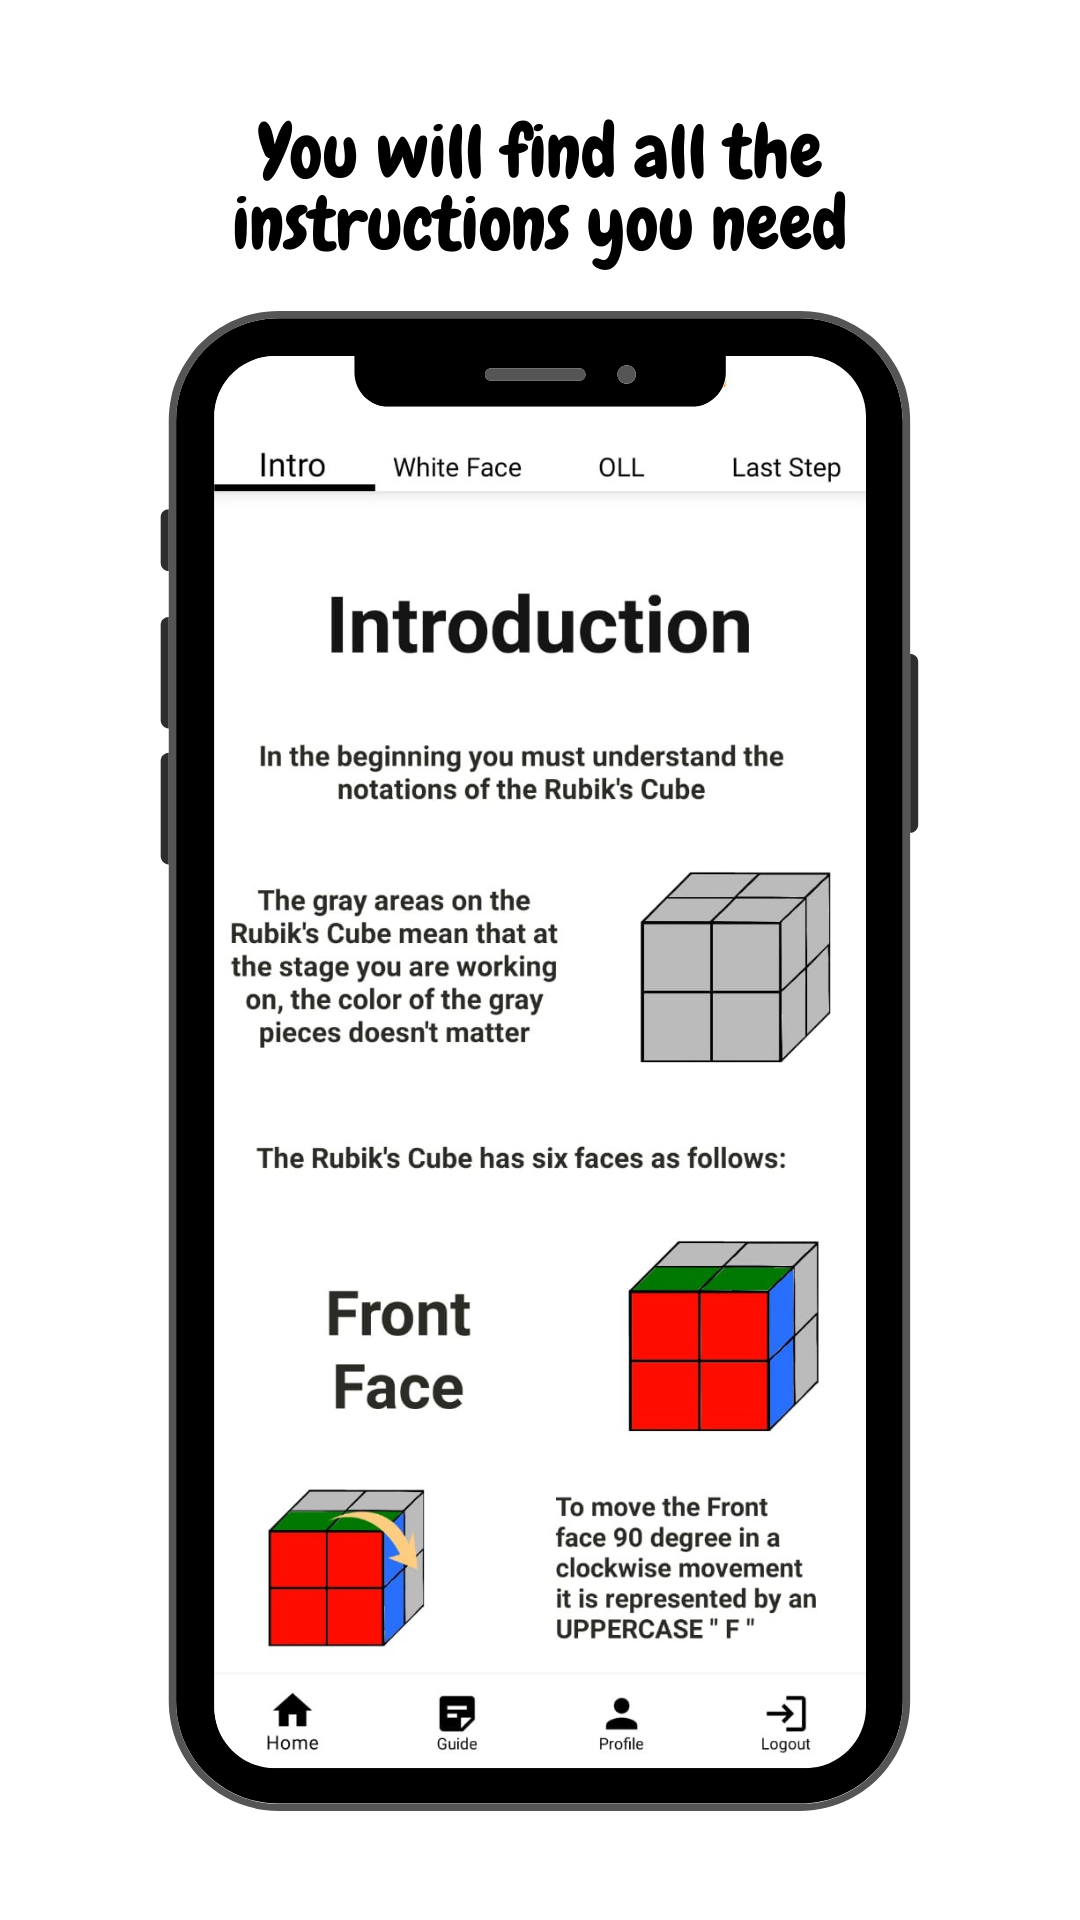 You will find all the
instructions you need
Intro
White Face
OLL
Last Step
Introduction
In the beginning you must understand the
notations of the Rubik's Cube
The gray areas on the
Rubik's Cube mean that at
the stage you are working
on, the color of the gray
pieces doesn't matter
The Rubik's Cube has six faces as follows:
Front
Face
To move the Front
face 90 degree in a
clockwise movement
it is represented by an
UPPERCASE " F "
Home
Guide
Profile
Logout